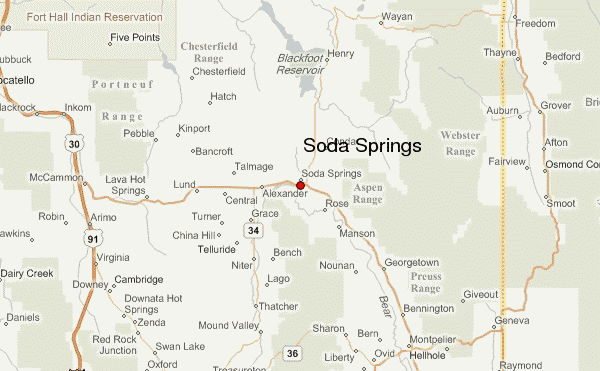 Fort Hall Indian Reservation
Wayan
Freedom
Five Points
Chesterfield
Range
Blackfoot
Reservoir
Henry
Thayne
Bedford
Chesterfield
Portneuf
Range
Hatch
Inkom
Grover
Auburn
Kinport
Pebble
30
Conda
Soda Springs
Webster
Range
Afton
Bancroft
Fairview
Osmond Co
Talmage
Soda Springs
McCammon
Lava Hot
Springs
Lund
Alexander
Aspen
Range
Central
Rose
Smoot
Robin
Arimo
Turner
Grace
China Hill
34
Manson
91
Telluride
Virginia
Niter
Bench
Nounan
Georgetown
Dairy Creek
Preuss
Range
Downey
Cambridge
Lago
Downata Hot
Springs
Thatcher
Bear
Bennington
Giveout
Daniels
Zenda
Mound Valley
Sharon
Bern
Montpelier
Geneva
Red Rock
Junction
Swan Lake
36
Liberty
Ovid
Hellhole
Oxford
Treasureton
Raymond